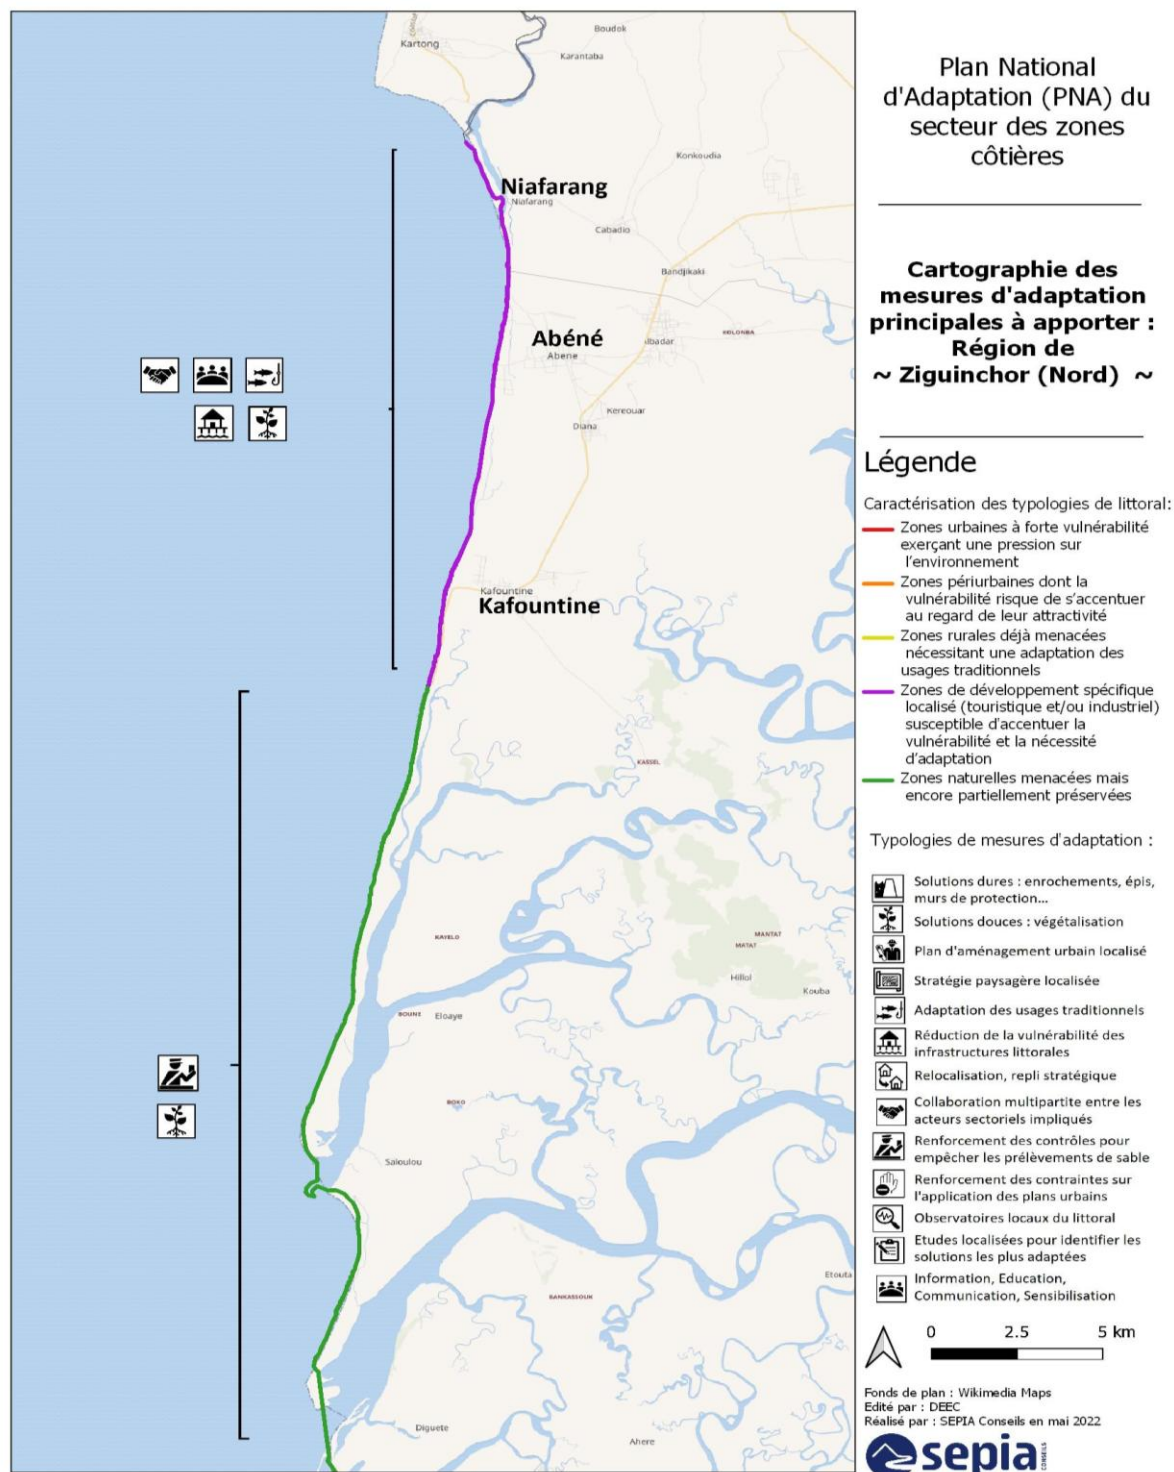 Kartong
Boudok
Karantaba
Konkoudia
Niafarang
Niafarang
Cabadio
Bandjikaki
Abéné
Abene
Albadar
Kereouar
Diana
Kafountine
Kafountine
KASSEL
KAYELO
MANTAT
MATAT
Hilliol
Kouba
BOUNE
Eloaye
BOKO
Saloulou
Etouta
BANKASSOUK
Diguete
Ahere
Plan National
d'Adaptation (PNA) du
secteur des zones
côtières
Cartographie des
mesures d'adaptation
principales à apporter :
Région de
~ Ziguinchor (Nord) ~
Légende
Caractérisation des typologies de littoral:
Zones urbaines à forte vulnérabilité
exerçant une pression sur
l'environnement
Zones périurbaines dont la
vulnérabilité risque de s'accentuer
au regard de leur attractivité
Zones rurales déjà menacées
nécessitant une adaptation des
usages traditionnels
Zones de développement spécifique
localisé (touristique et/ou industriel)
susceptible d'accentuer la
vulnérabilité et la nécessité
d'adaptation
Zones naturelles menacées mais
encore partiellement préservées
Typologies de mesures d'adaptation :
Solutions dures : enrochements, épis,
murs de protection...
Solutions douces : végétalisation
Plan d'aménagement urbain localisé
Stratégie paysagère localisée
Adaptation des usages traditionnels
Réduction de la vulnérabilité des
infrastructures littorales
Relocalisation, repli stratégique
Collaboration multipartite entre les
acteurs sectoriels impliqués
Renforcement des contrôles pour
empêcher les prélèvements de sable
Renforcement des contraintes sur
l'application des plans urbains
Observatoires locaux du littoral
Etudes localisées pour identifier les
solutions les plus adaptées
Information, Education,
Communication, Sensibilisation
0 2.5 5 km
Fonds de plan : Wikimedia Maps
Edité par : DEEC
Réalisé par : SEPIA Conseils en mai 2022
sepia
CONSEILS